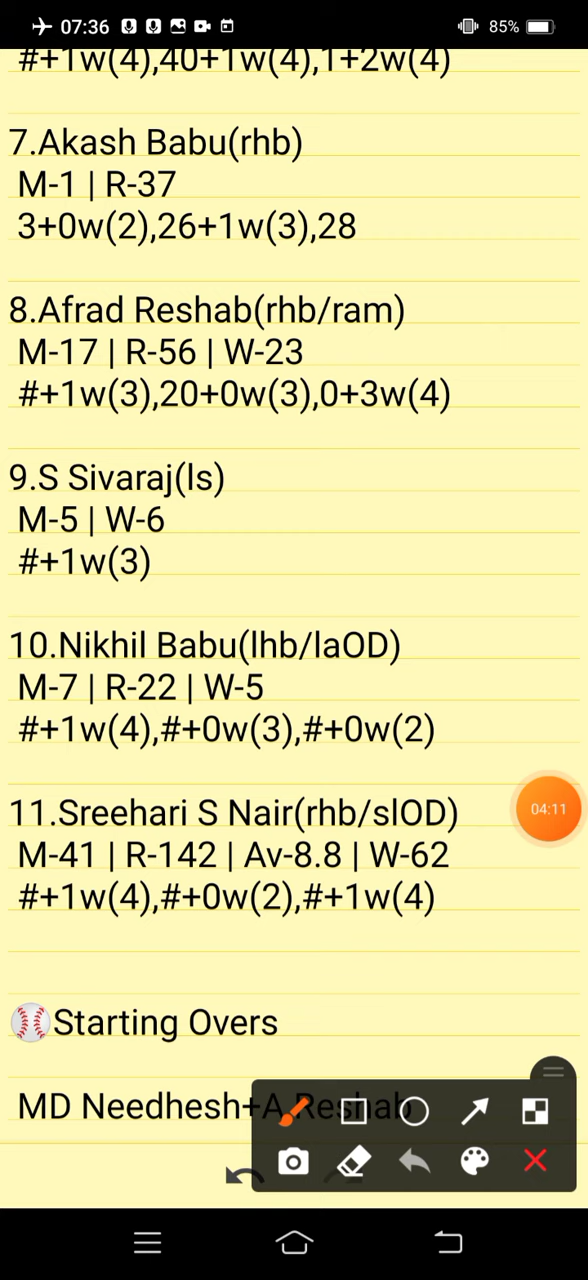 07:36
85%
#+1w(4),40+1w(4),1+2w(4)
7.Akash Babu(rhb)
M-1 | R-37
3+0w(2),26+1w(3),28
8.Afrad Reshab(rhb/ram)
M-17 | R-56 | W-23
#+1w(3),20+0w(3),0+3w(4)
9.S Sivaraj(ls)
M-5 | W-6
#+1w(3)
10.Nikhil Babu(lhb/laOD)
M-7 | R-22 | W-5
#+1w(4),#+0w(3),#+0w(2)
11.Sreehari S Nair(rhb/slOD)
04:11
M-41 | R-142 | Av-8.8 | W-62
#+1w(4),#+0w(2),#+1w(4)
⚾Starting Overs
MD Needhesh+A Reshab